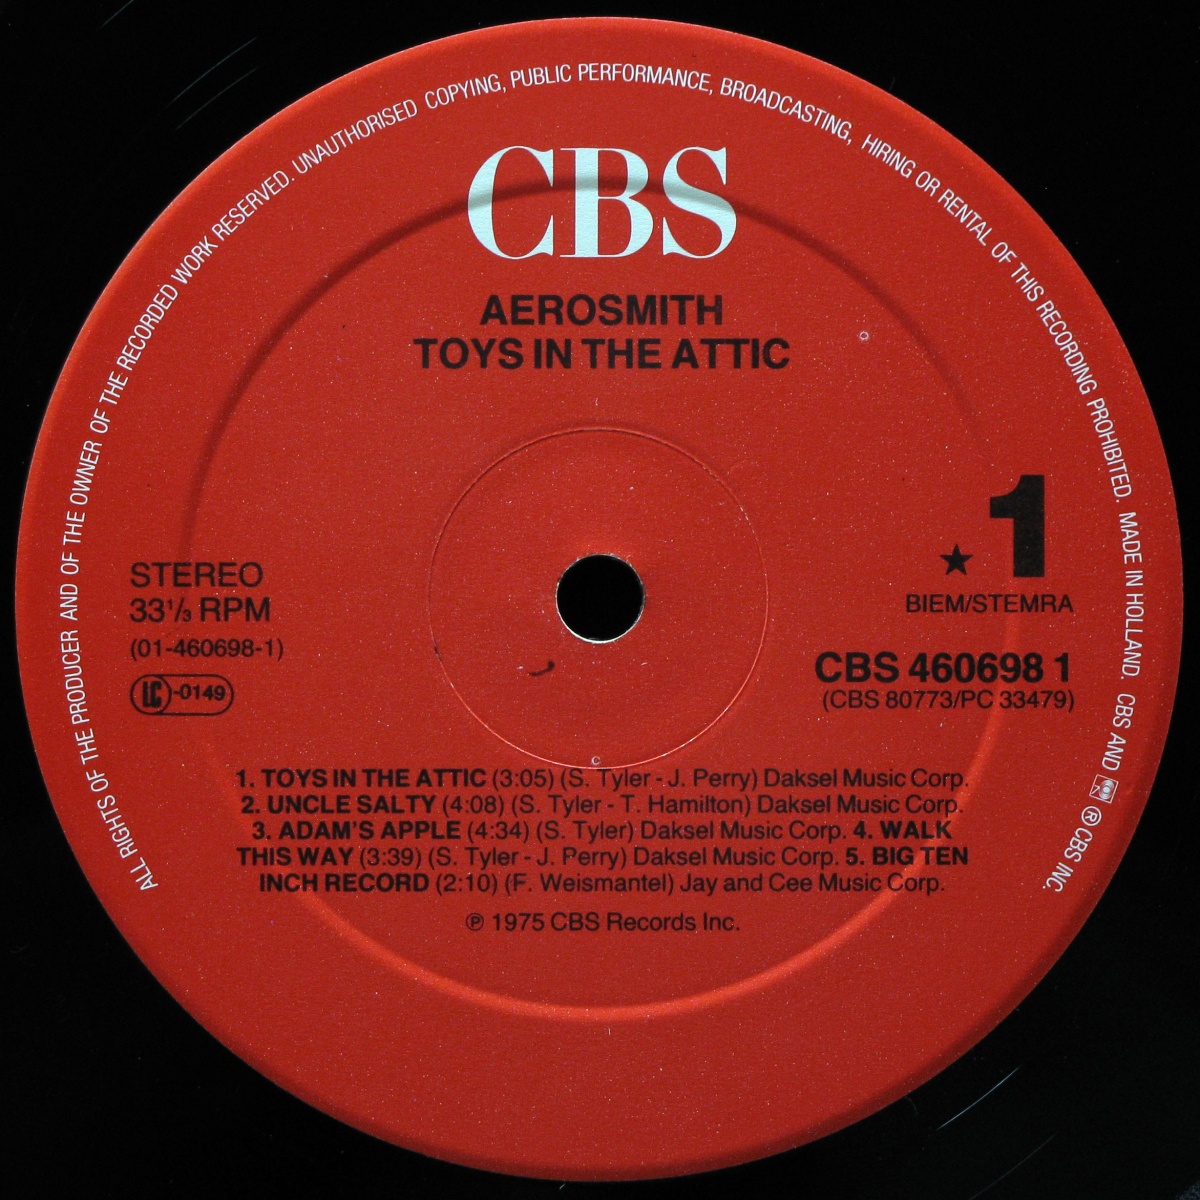 ALL RIGHTS OF THE PRODUCER AND OF THE OWNER OF THE RECORDED WORK RESERVED. UNAUTHORISED COPYING, PUBLIC PERFORMANCE, BROADCASTING, HIRING OR RENTAL OF THIS RECORDING PROHIBITED. MADE IN HOLLAND. CBS AND ® CBS INC.
CBS
AEROSMITH
TOYS IN THE ATTIC
★ 1
STEREO
33⅓ RPM
(01-460698-1)
LC-0149
BIEM/STEMRA
CBS 460698 1
(CBS 80773/PC 33479)
C
1. TOYS IN THE ATTIC (3:05) (S. Tyler - J. Perry) Daksel Music Corp.
2. UNCLE SALTY (4:08) (S. Tyler - T. Hamilton) Daksel Music Corp.
3. ADAM'S APPLE (4:34) (S. Tyler) Daksel Music Corp. 4. WALK
THIS WAY (3:39) (S. Tyler - J. Perry) Daksel Music Corp. 5. BIG TEN
INCH RECORD (2:10) (F. Weismantel) Jay and Cee Music Corp.
℗ 1975 CBS Records Inc.